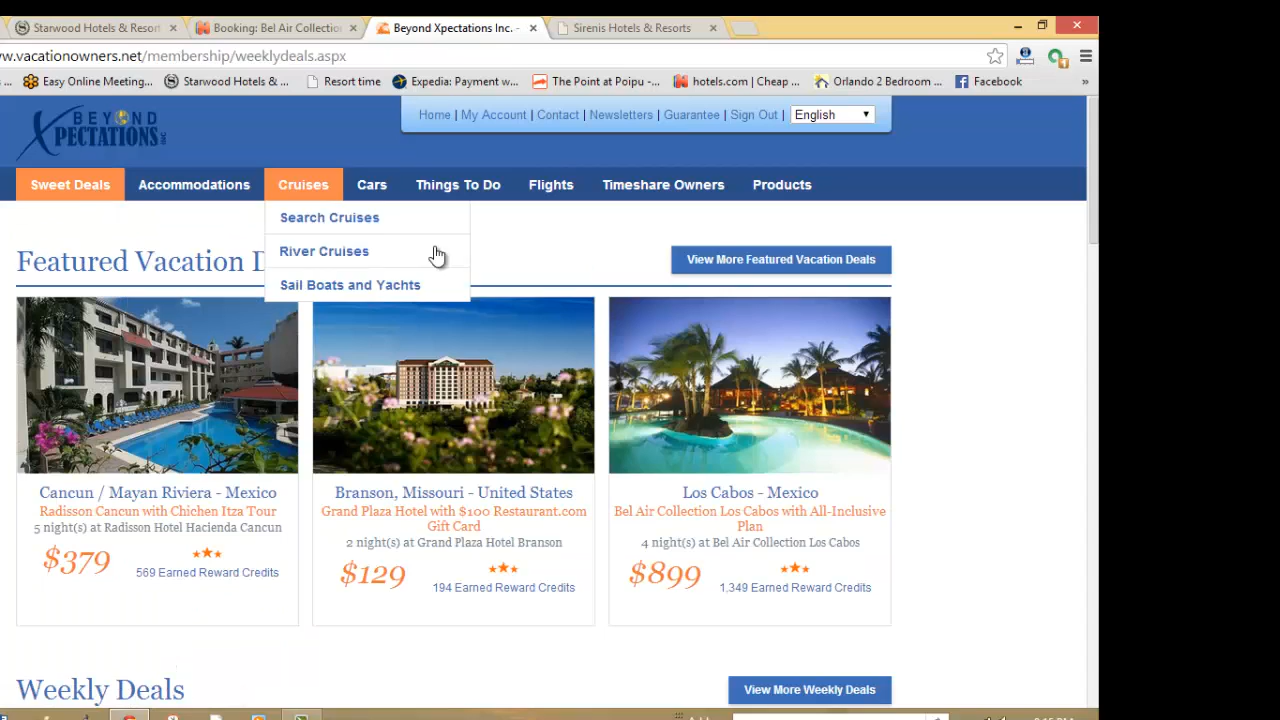 Starwood Hotels & Resort
Booking: Bel Air Collectio
Beyond Xpectations Inc. -
Sirenis Hotels & Resorts
w.vacationowners.net/membership/weeklydeals.aspx
Easy Online Meeting...
Starwood Hotels & ...
Resort time
Expedia: Payment w...
The Point at Poipu -...
hotels.com | Cheap ...
Orlando 2 Bedroom ...
Facebook
»
BEYOND
XPECTATIONS INC
Home | My Account | Contact | Newsletters | Guarantee | Sign Out | English
Sweet Deals
Accommodations
Cruises
Cars
Things To Do
Flights
Timeshare Owners
Products
Search Cruises
River Cruises
Sail Boats and Yachts
Featured Vacation D
View More Featured Vacation Deals
Cancun / Mayan Riviera - Mexico
Radisson Cancun with Chichen Itza Tour
5 night(s) at Radisson Hotel Hacienda Cancun
$379
569 Earned Reward Credits
Branson, Missouri - United States
Grand Plaza Hotel with $100 Restaurant.com
Gift Card
2 night(s) at Grand Plaza Hotel Branson
$129
194 Earned Reward Credits
Los Cabos - Mexico
Bel Air Collection Los Cabos with All-Inclusive
Plan
4 night(s) at Bel Air Collection Los Cabos
$899
1,349 Earned Reward Credits
Weekly Deals
View More Weekly Deals